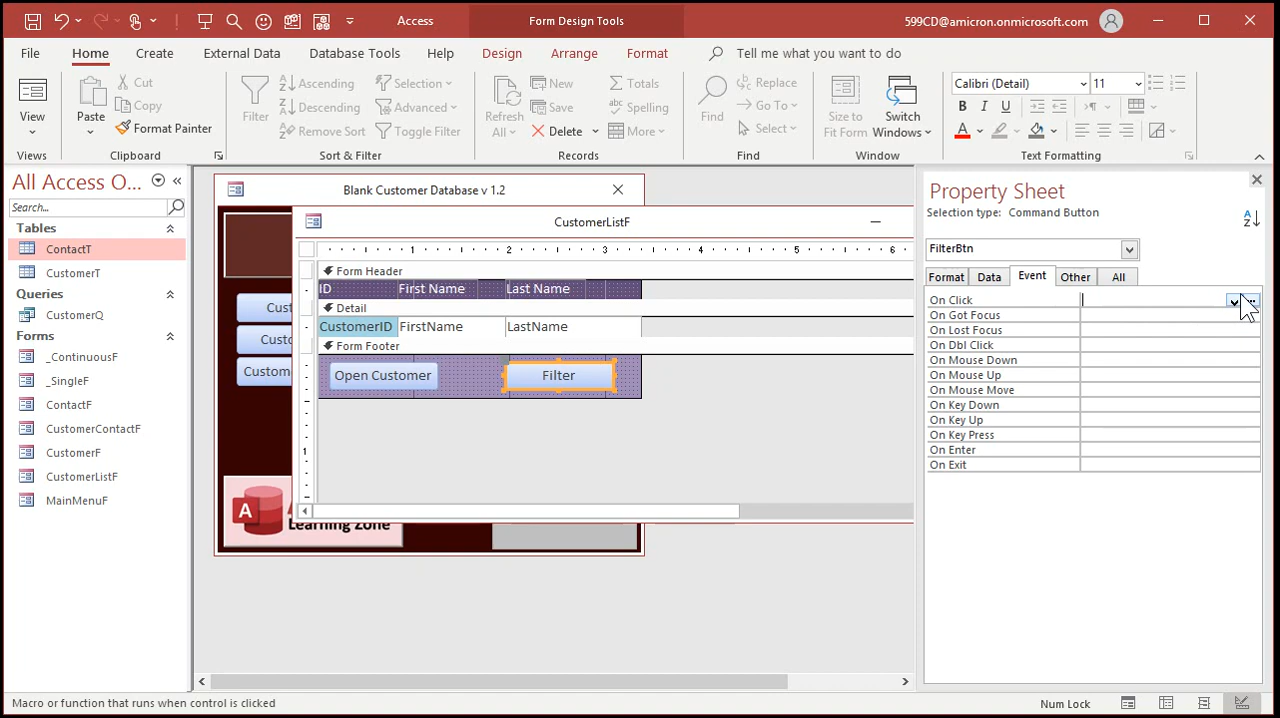 Access
Form Design Tools
599CD@amicron.onmicrosoft.com
File
Home
Create
External Data
Database Tools
Help
Design
Arrange
Format
Tell me what you want to do
View
Views
Paste
Cut
Copy
Format Painter
Clipboard
Filter
Ascending
Descending
Remove Sort
Selection
Advanced
Toggle Filter
Sort & Filter
Refresh
All
New
Save
Delete
Totals
Spelling
More
Records
Find
Replace
Go To
Select
Find
Size to
Fit Form
Switch
Windows
Window
Calibri (Detail)
11
B
I
U
A
Text Formatting
All Access O...
Search...
Tables
ContactT
CustomerT
Queries
CustomerQ
Forms
_ContinuousF
_SingleF
ContactF
CustomerContactF
CustomerF
CustomerListF
MainMenuF
Blank Customer Database v 1.2
Cust
Custo
Custom
A
Learning Zone
CustomerListF
1
2
3
4
5
6
Form Header
ID
First Name
Last Name
Detail
CustomerID
FirstName
LastName
Form Footer
Open Customer
Filter
1
Property Sheet
Selection type: Command Button
A
Z
FilterBtn
Format
Data
Event
Other
All
On Click
On Got Focus
On Lost Focus
On Dbl Click
On Mouse Down
On Mouse Up
On Mouse Move
On Key Down
On Key Up
On Key Press
On Enter
On Exit
Macro or function that runs when control is clicked
Num Lock